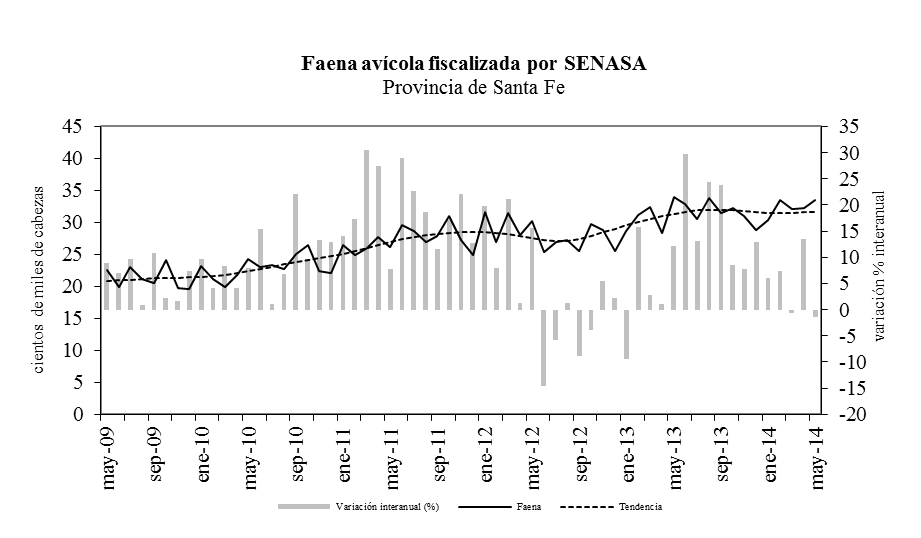 Faena avícola fiscalizada por SENASA
Provincia de Santa Fe
cientos de miles de cabezas
45
40
35
30
25
20
15
10
5
0
35
30
25
20
15
10
5
0
-5
-10
-15
-20
variación % interanual
may-09
sep-09
ene-10
may-10
sep-10
ene-11
may-11
sep-11
ene-12
may-12
sep-12
ene-13
may-13
sep-13
ene-14
may-14
Variación interanual (%) Faena Tendencia